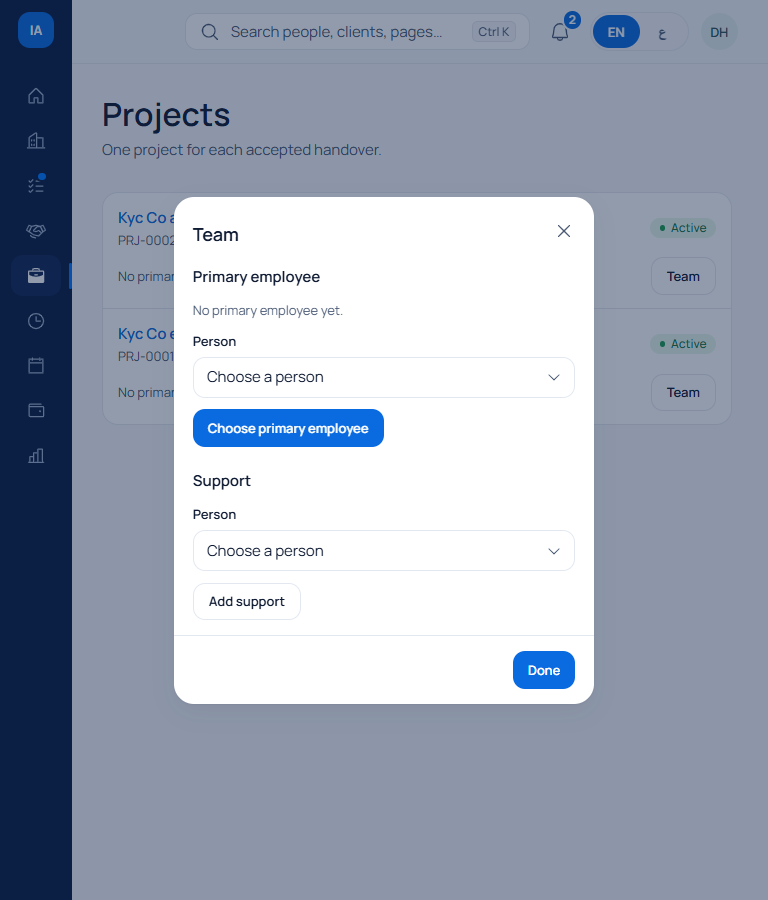 IA
Search people, clients, pages...
Ctrl K
2
EN
ع
DH
Projects
One project for each accepted handover.
Kyc Co
PRJ-0002
Active
No primar
Team
Kyc Co
PRJ-0001
Active
No primar
Team
Team
Primary employee
No primary employee yet.
Person
Choose a person
Choose primary employee
Support
Person
Choose a person
Add support
Done